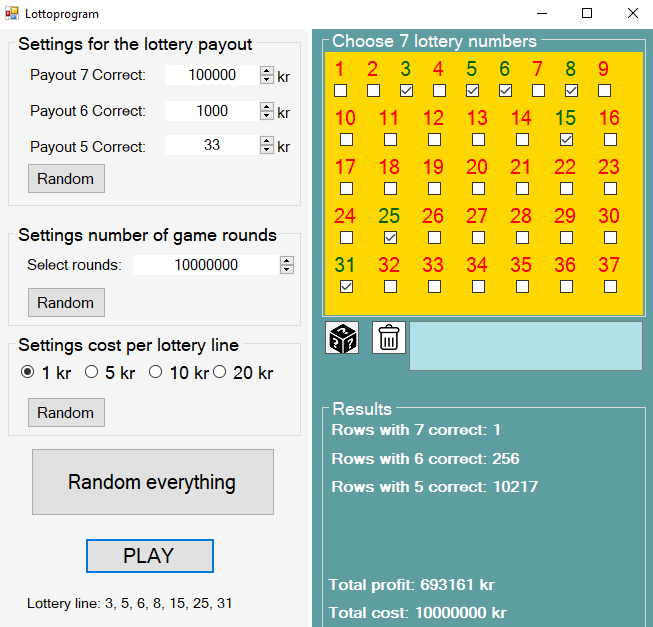 Lottoprogram
Settings for the lottery payout
Payout 7 Correct: 100000 kr
Payout 6 Correct: 1000 kr
Payout 5 Correct: 33 kr
Random
Settings number of game rounds
Select rounds: 10000000
Random
Settings cost per lottery line
1 kr 5 kr 10 kr 20 kr
Random
Random everything
PLAY
Lottery line: 3, 5, 6, 8, 15, 25, 31
Choose 7 lottery numbers
1 2 3 4 5 6 7 8 9
10 11 12 13 14 15 16
17 18 19 20 21 22 23
24 25 26 27 28 29 30
31 32 33 34 35 36 37
? ? ?
Results
Rows with 7 correct: 1
Rows with 6 correct: 256
Rows with 5 correct: 10217
Total profit: 693161 kr
Total cost: 10000000 kr